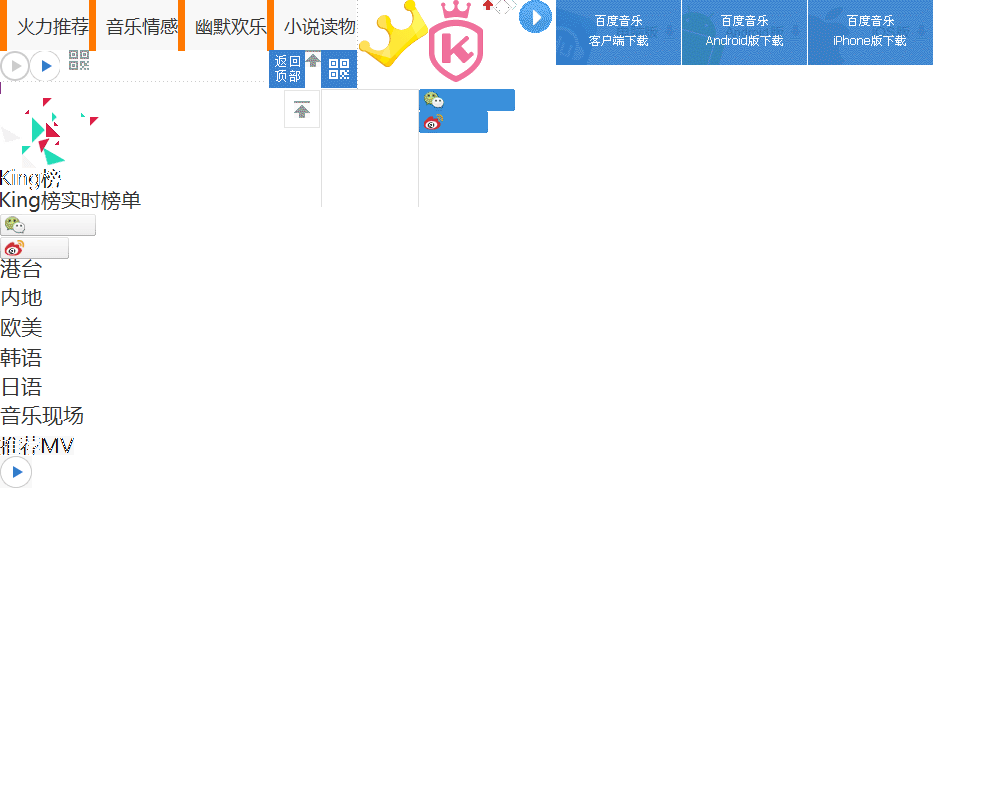 火力推荐
音乐情感
幽默欢乐
小说读物
返回
顶部
百度音乐
客户端下载
百度音乐
Android版下载
百度音乐
iPhone版下载
King榜
King榜实时榜单
港台
内地
欧美
韩语
日语
音乐现场
推荐MV